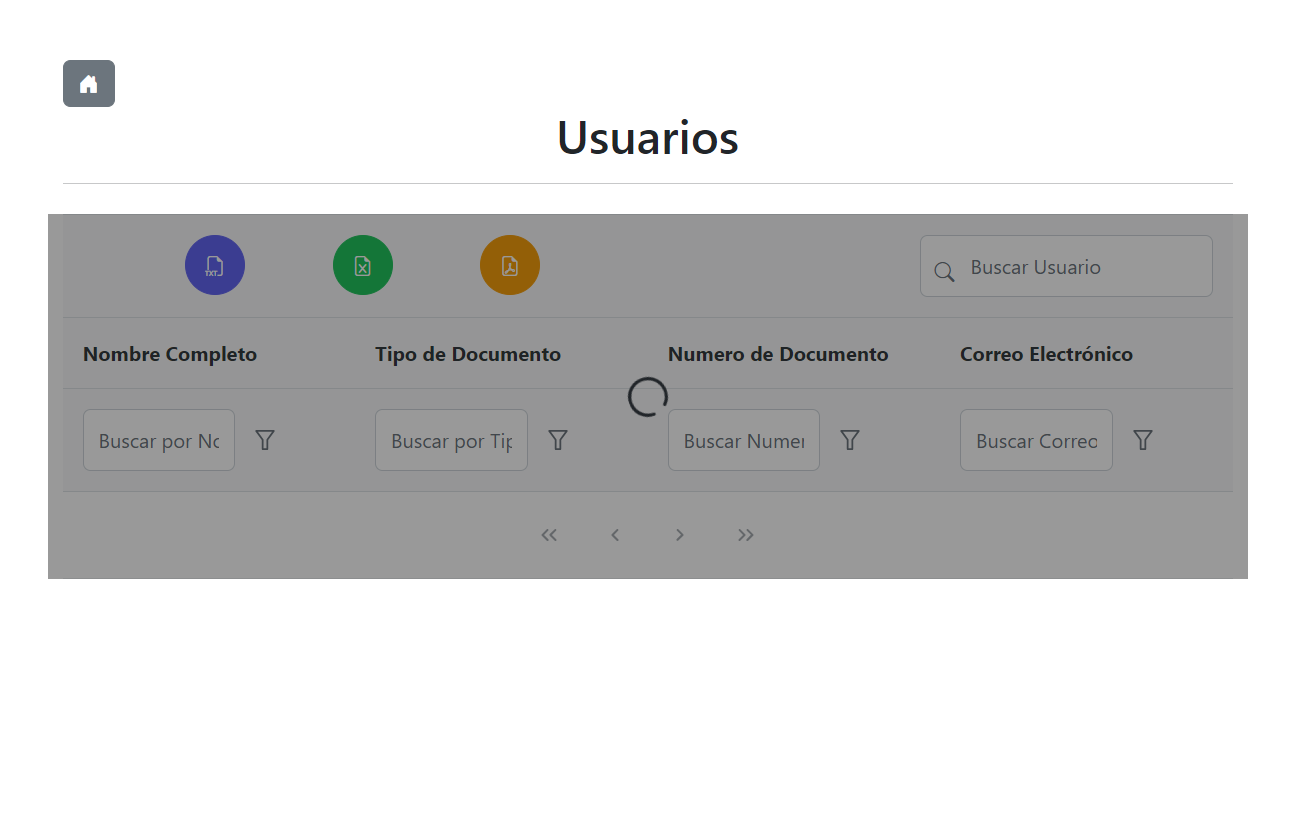 Usuarios
TXT
Buscar Usuario
Nombre Completo Tipo de Documento Numero de Documento Correo Electrónico
Buscar por Nc Buscar por Tip Buscar Numer Buscar Correo